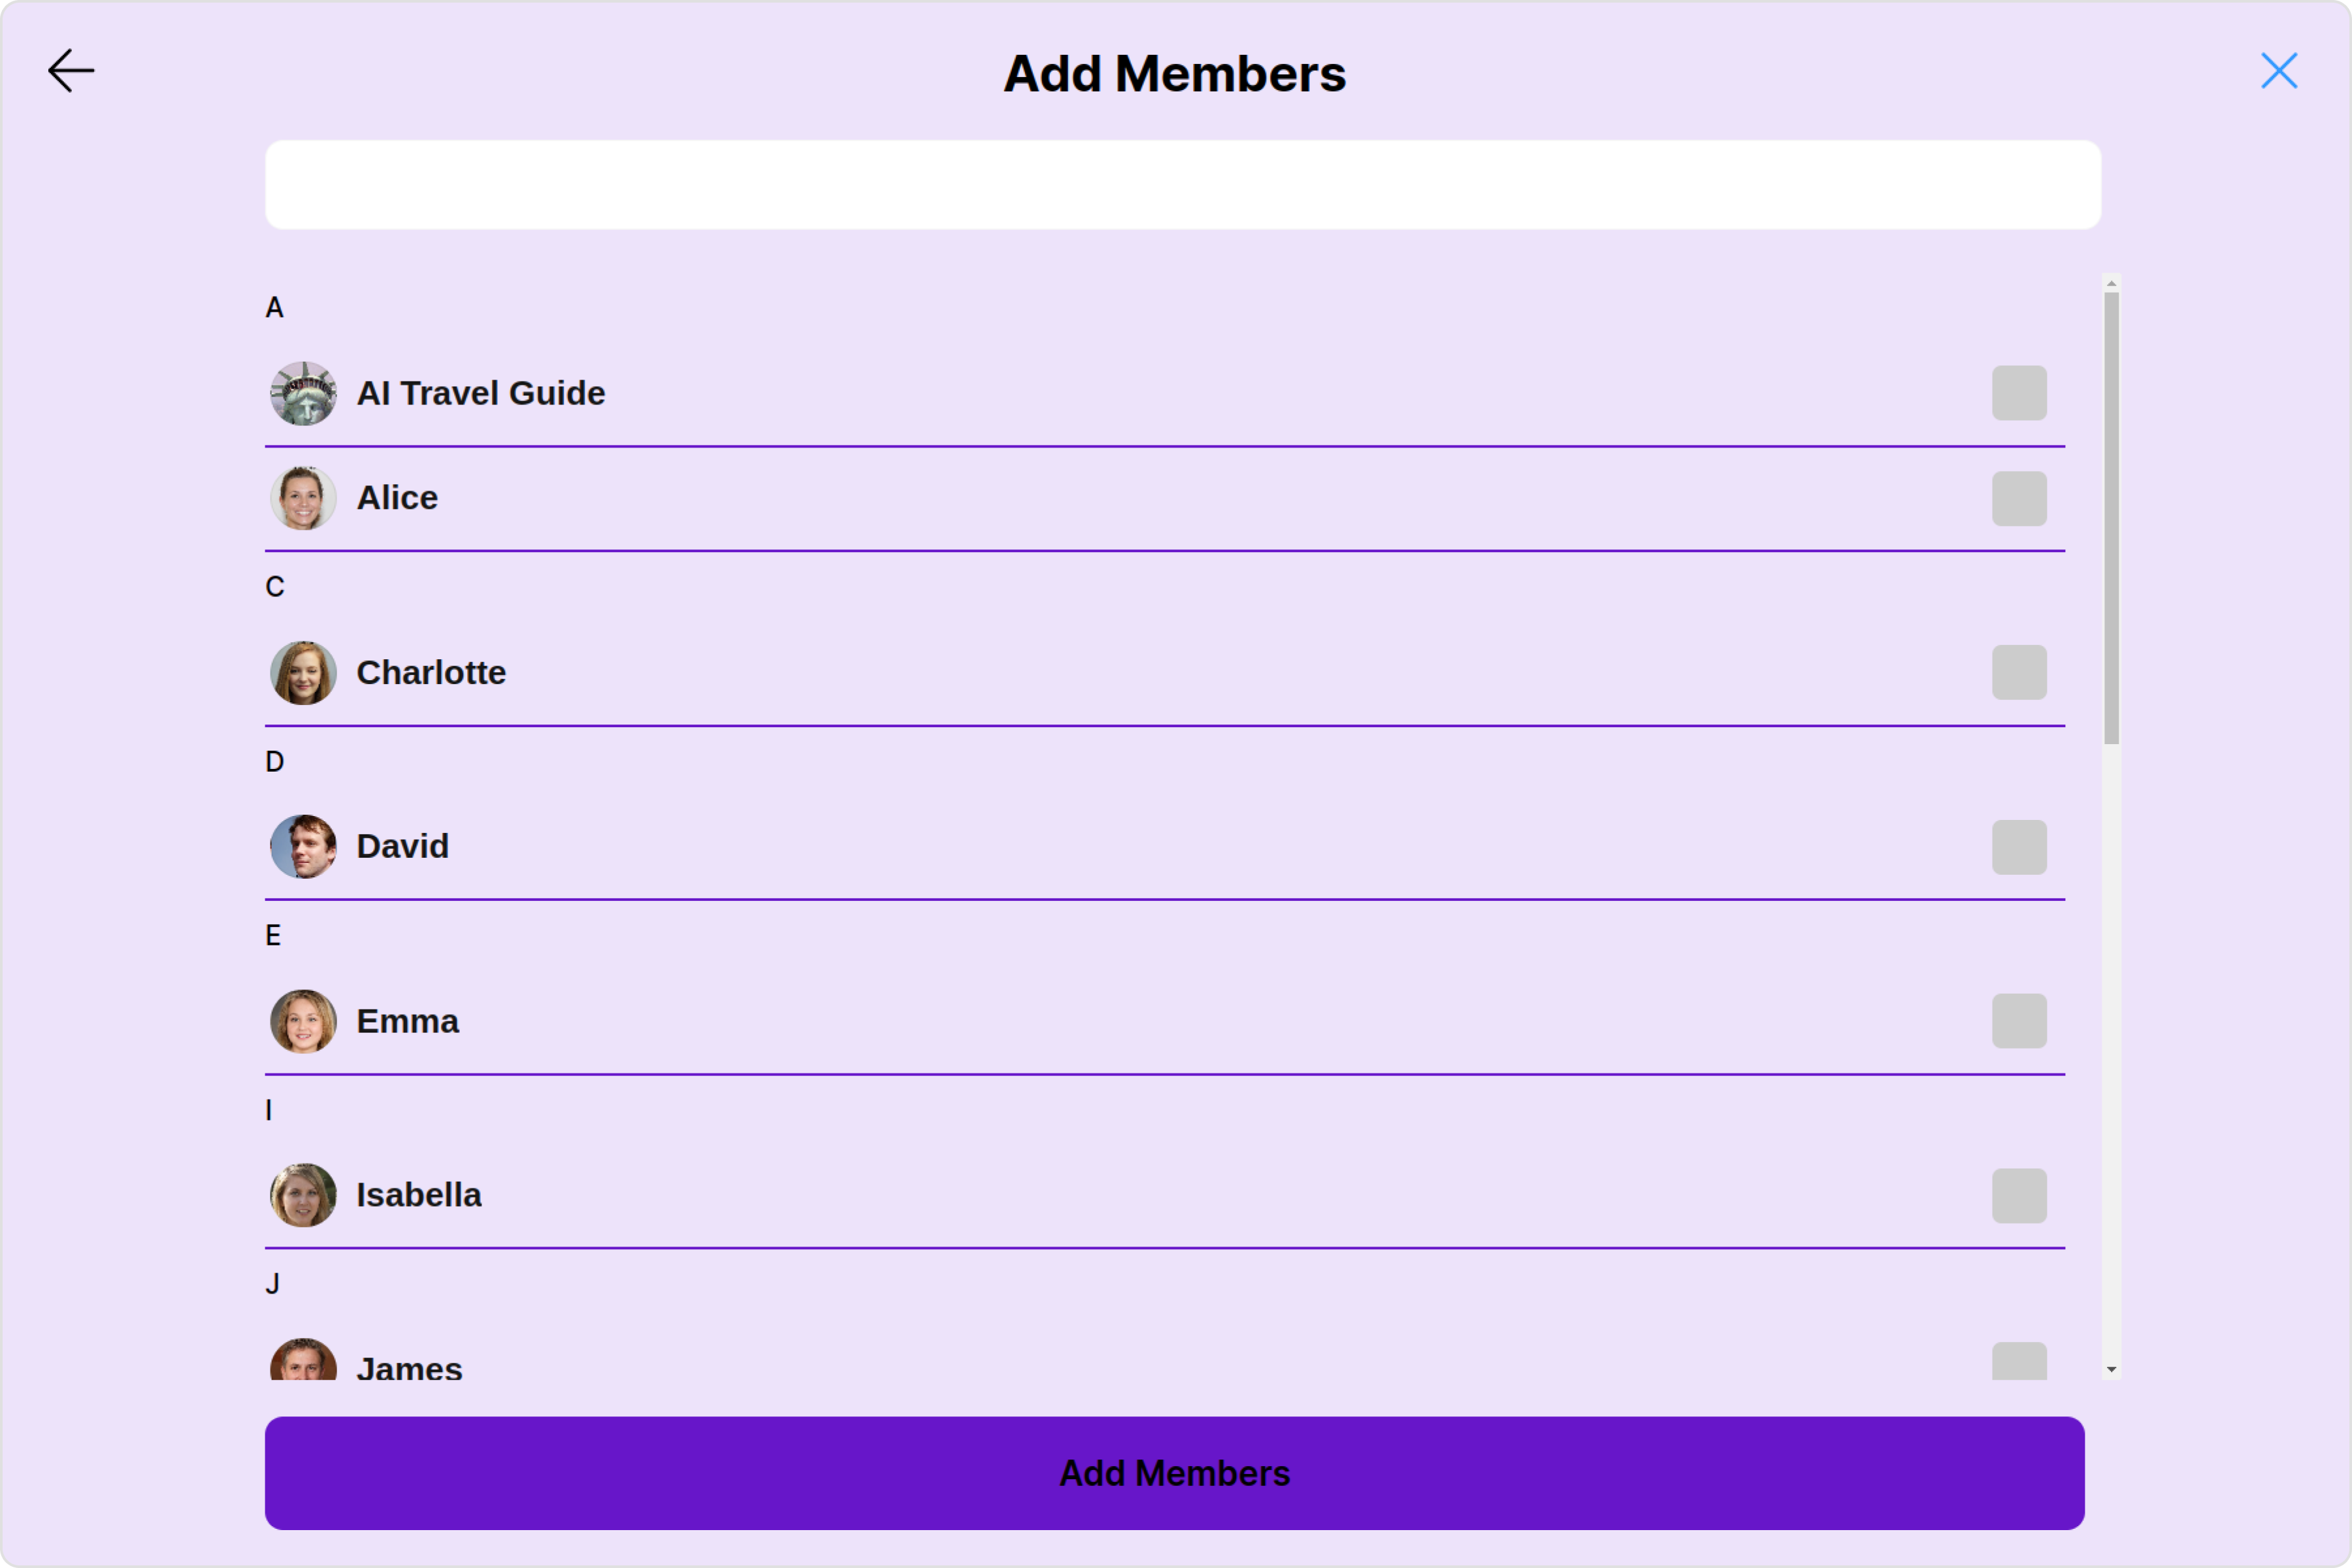 Add Members
A
AI Travel Guide
Alice
C
Charlotte
D
David
E
Emma
I
Isabella
J
James
Add Members